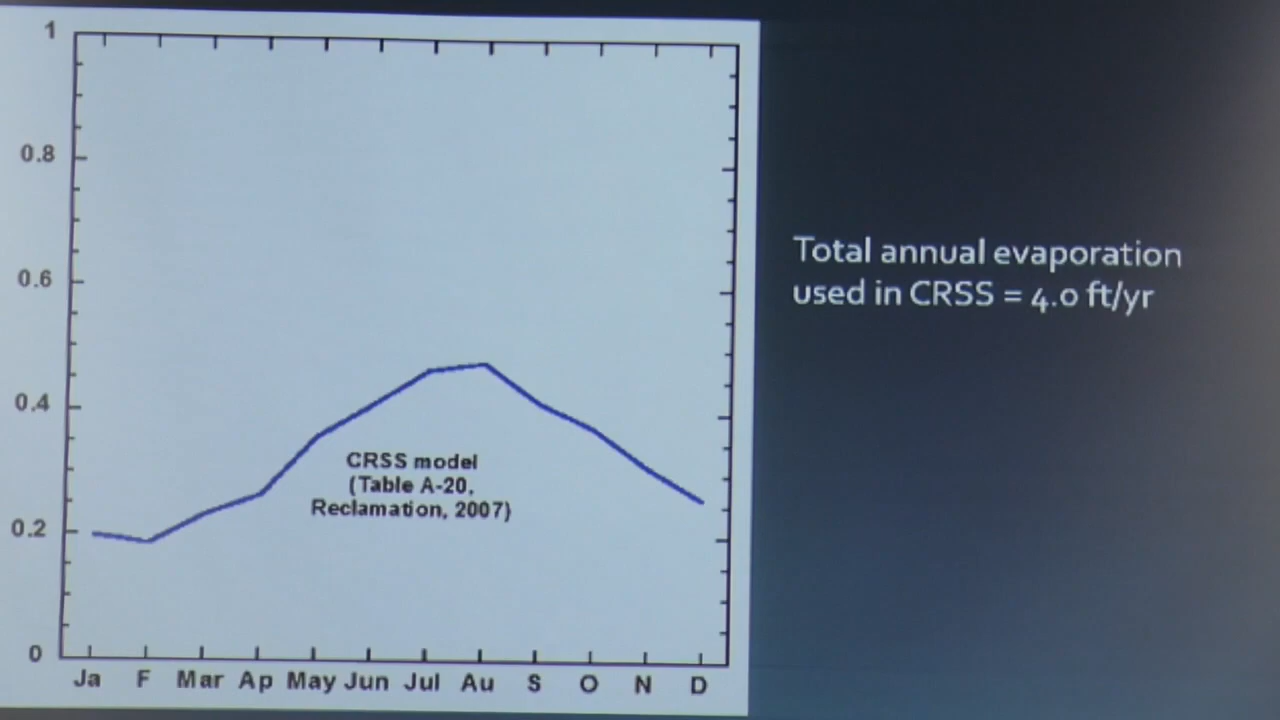 1
0.8
0.6
0.4
0.2
0
Ja F Mar Ap May Jun Jul Au S O N D
CRSS model
(Table A-20,
Reclamation, 2007)
Total annual evaporation
used in CRSS = 4.0 ft/yr